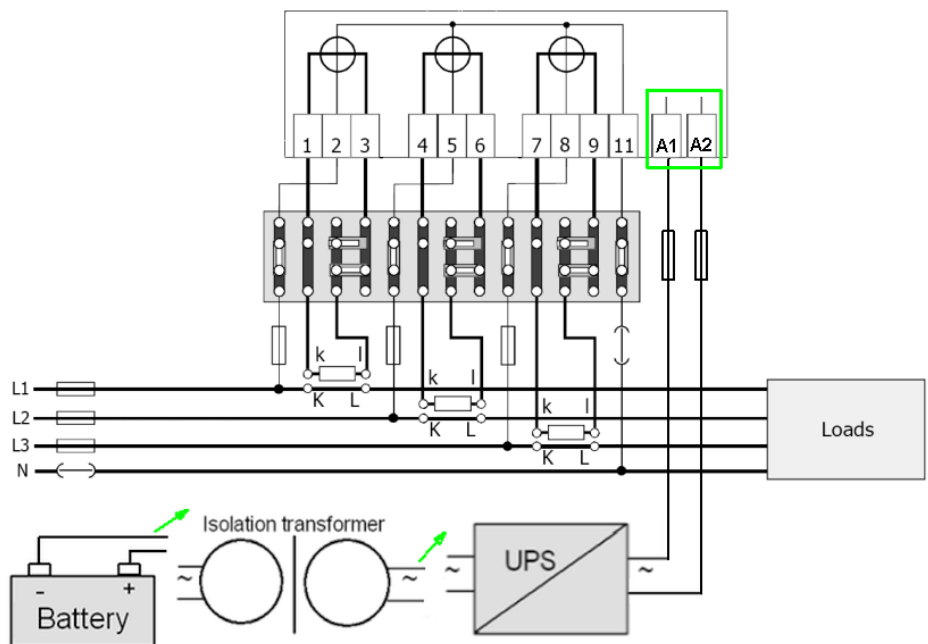 1 2 3 4 5 6 7 8 9 11 A1 A2
k l
L1
K L
k l
L2
K L
k l
L3
K L
N
Loads
Isolation transformer
~ ~ ~ UPS ~
- +
Battery